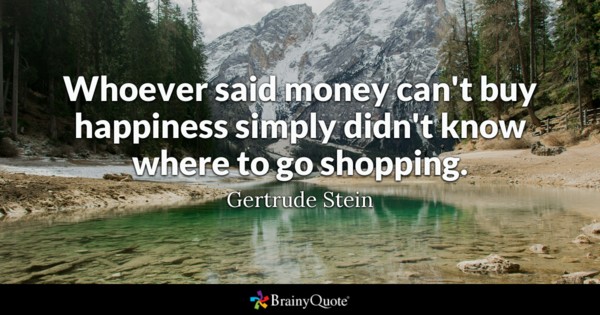 Whoever said money can't buy
happiness simply didn't know
where to go shopping.
Gertrude Stein
BrainyQuote